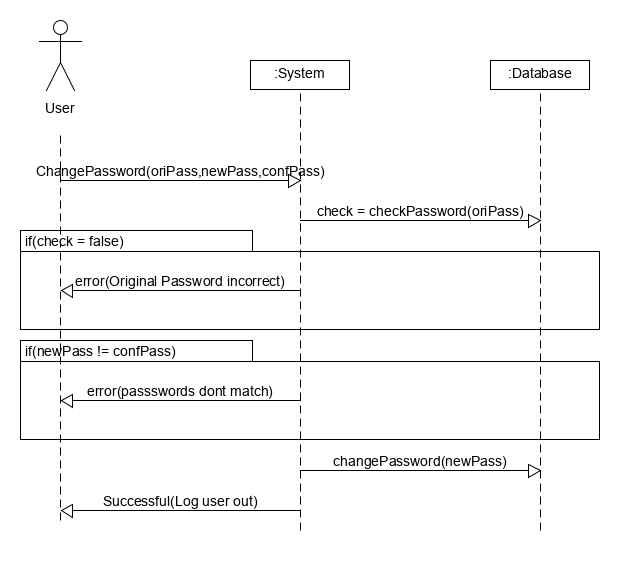 :System
:Database
User
ChangePassword(oriPass,newPass,confPass)
check = checkPassword(oriPass)
if(check = false)
error(Original Password incorrect)
if(newPass != confPass)
error(passswords dont match)
changePassword(newPass)
Successful(Log user out)